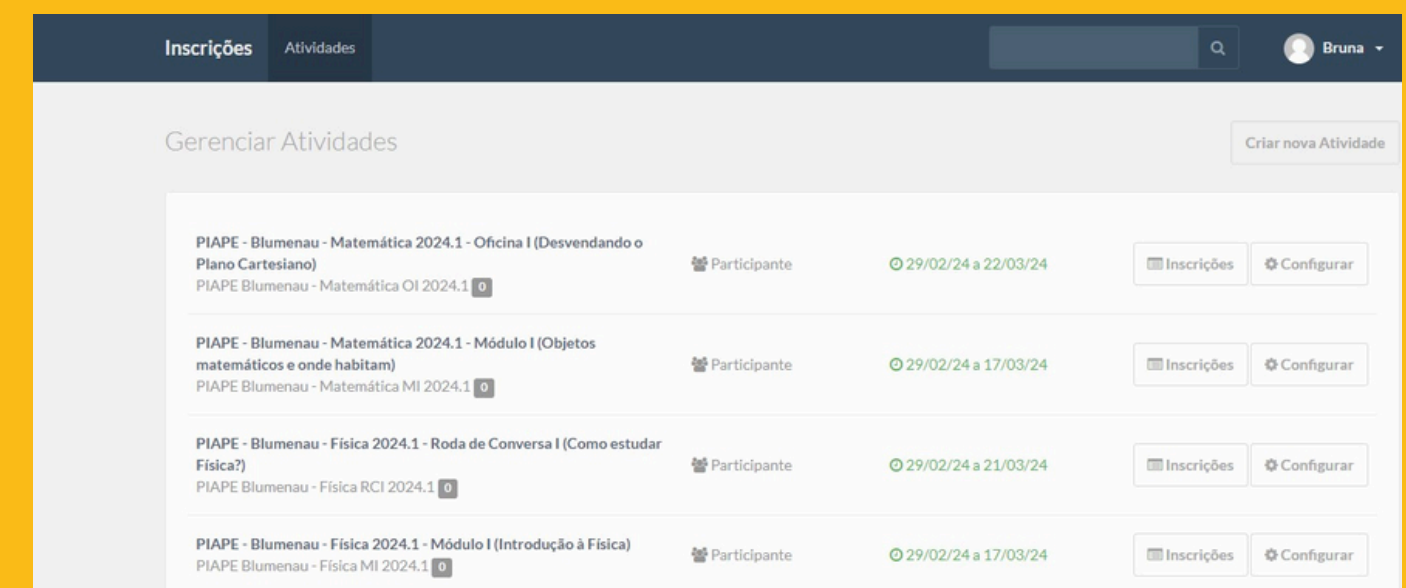 Inscrições Atividades Bruna
Gerenciar Atividades Criar nova Atividade
PIAPE - Blumenau - Matemática 2024.1 - Oficina I (Desvendando o
Plano Cartesiano)
PIAPE Blumenau - Matemática OI 2024.1 0
Participante 29/02/24 a 22/03/24 Inscrições Configurar
PIAPE - Blumenau - Matemática 2024.1 - Módulo I (Objetos
matemáticos e onde habitam)
PIAPE Blumenau - Matemática MI 2024.1 0
Participante 29/02/24 a 17/03/24 Inscrições Configurar
PIAPE - Blumenau - Física 2024.1 - Roda de Conversa I (Como estudar
Física?)
PIAPE Blumenau - Física RCI 2024.1 0
Participante 29/02/24 a 21/03/24 Inscrições Configurar
PIAPE - Blumenau - Física 2024.1 - Módulo I (Introdução à Física)
PIAPE Blumenau - Física MI 2024.1 0
Participante 29/02/24 a 17/03/24 Inscrições Configurar